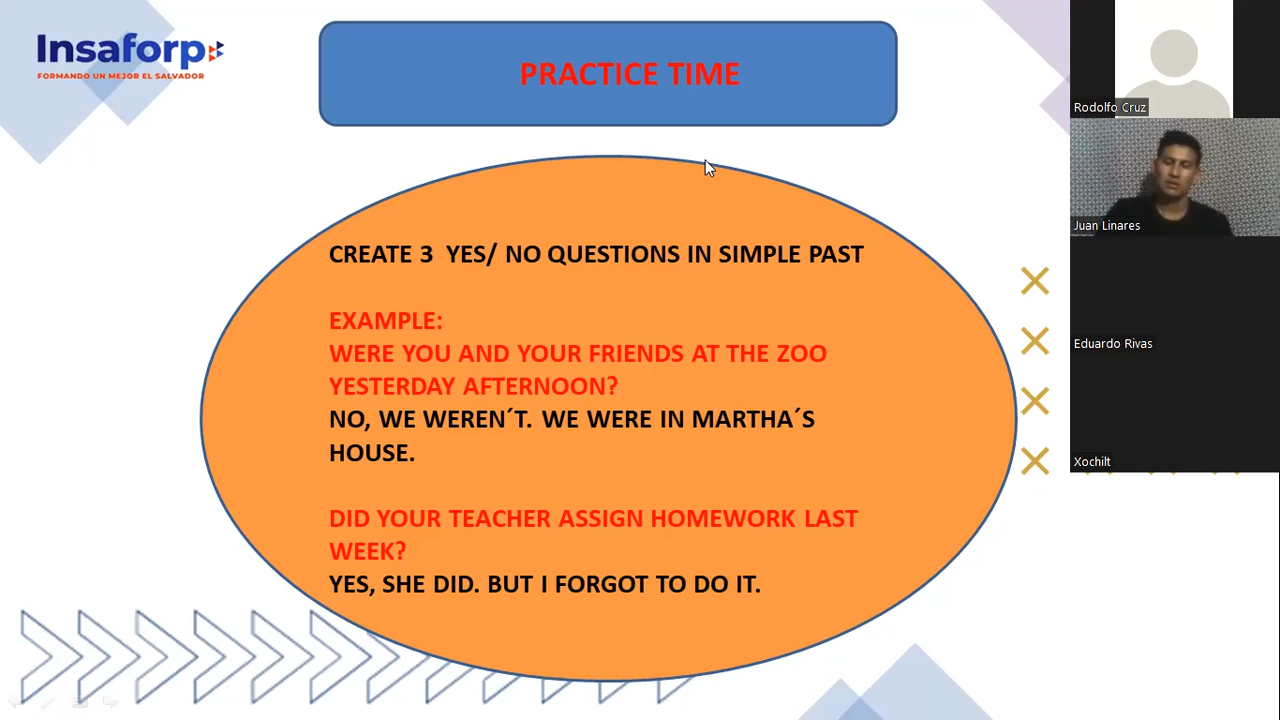 Insaforp
FORMANDO UN MEJOR EL SALVADOR
PRACTICE TIME
CREATE 3  YES/ NO QUESTIONS IN SIMPLE PAST
EXAMPLE:
WERE YOU AND YOUR FRIENDS AT THE ZOO
YESTERDAY AFTERNOON?
NO, WE WEREN´T.  WE WERE IN MARTHA´S
HOUSE.
DID YOUR TEACHER ASSIGN HOMEWORK LAST
WEEK?
YES, SHE DID. BUT I FORGOT TO DO IT.
Rodolfo Cruz
Juan Linares
Eduardo Rivas
Xochilt